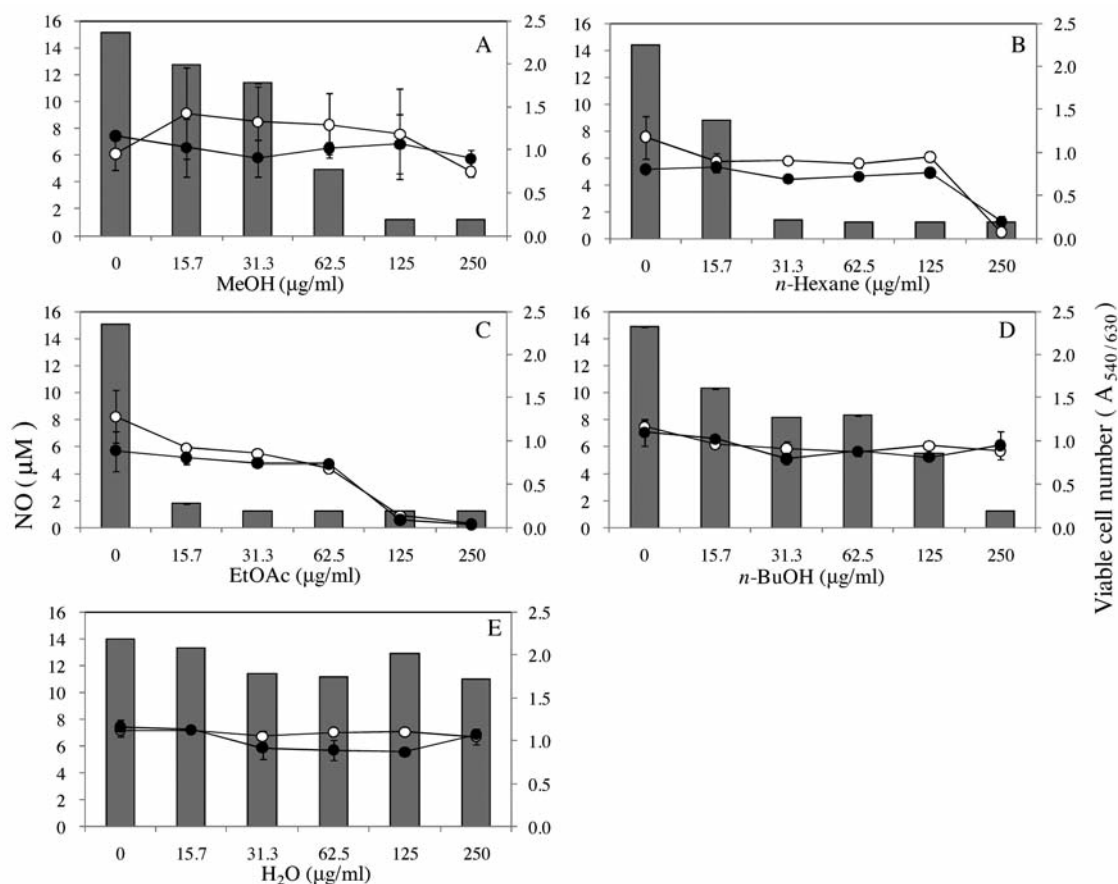 A
16 14 12 10 8 6 4 2 0
2.5 2.0 1.5 1.0 0.5 0.0
0 15.7 31.3 62.5 125 250
MeOH (µg/ml)
B
16 14 12 10 8 6 4 2 0
2.5 2.0 1.5 1.0 0.5 0.0
0 15.7 31.3 62.5 125 250
n-Hexane (µg/ml)
C
16 14 12 10 8 6 4 2 0
2.5 2.0 1.5 1.0 0.5 0.0
0 15.7 31.3 62.5 125 250
EtOAc (µg/ml)
D
16 14 12 10 8 6 4 2 0
2.5 2.0 1.5 1.0 0.5 0.0
0 15.7 31.3 62.5 125 250
n-BuOH (µg/ml)
E
16 14 12 10 8 6 4 2 0
2.5 2.0 1.5 1.0 0.5 0.0
0 15.7 31.3 62.5 125 250
H₂O (µg/ml)
NO (µM)
Viable cell number ( A 540/630)